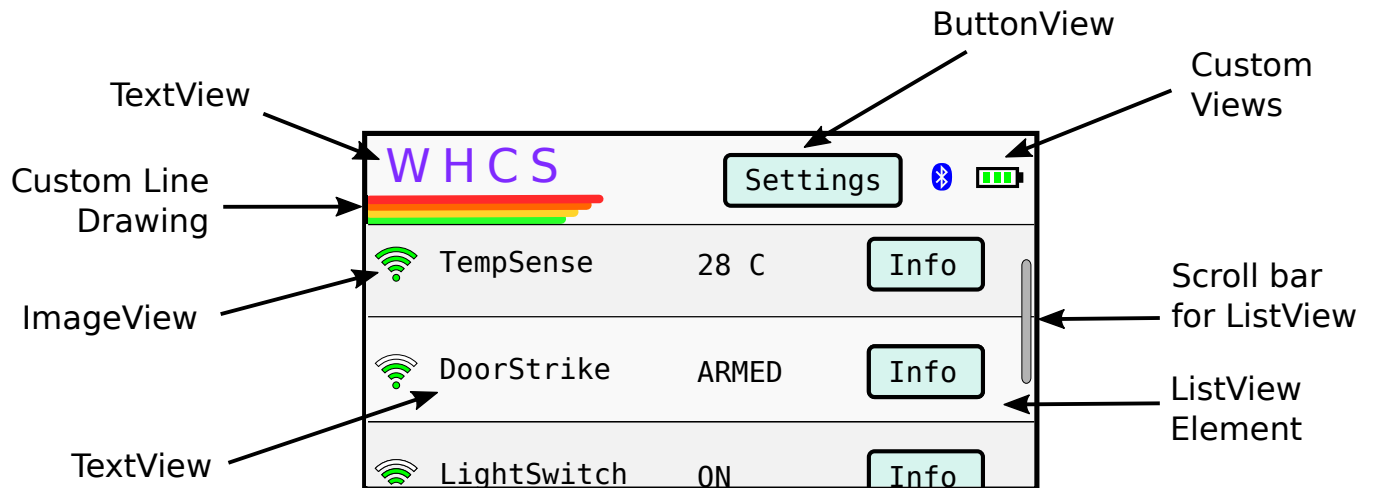 ButtonView
Custom
Views
TextView
W H C S
Settings
Custom Line
Drawing
TempSense 28 C Info
ImageView
Scroll bar
for ListView
DoorStrike ARMED Info
ListView
Element
TextView
LightSwitch ON Info